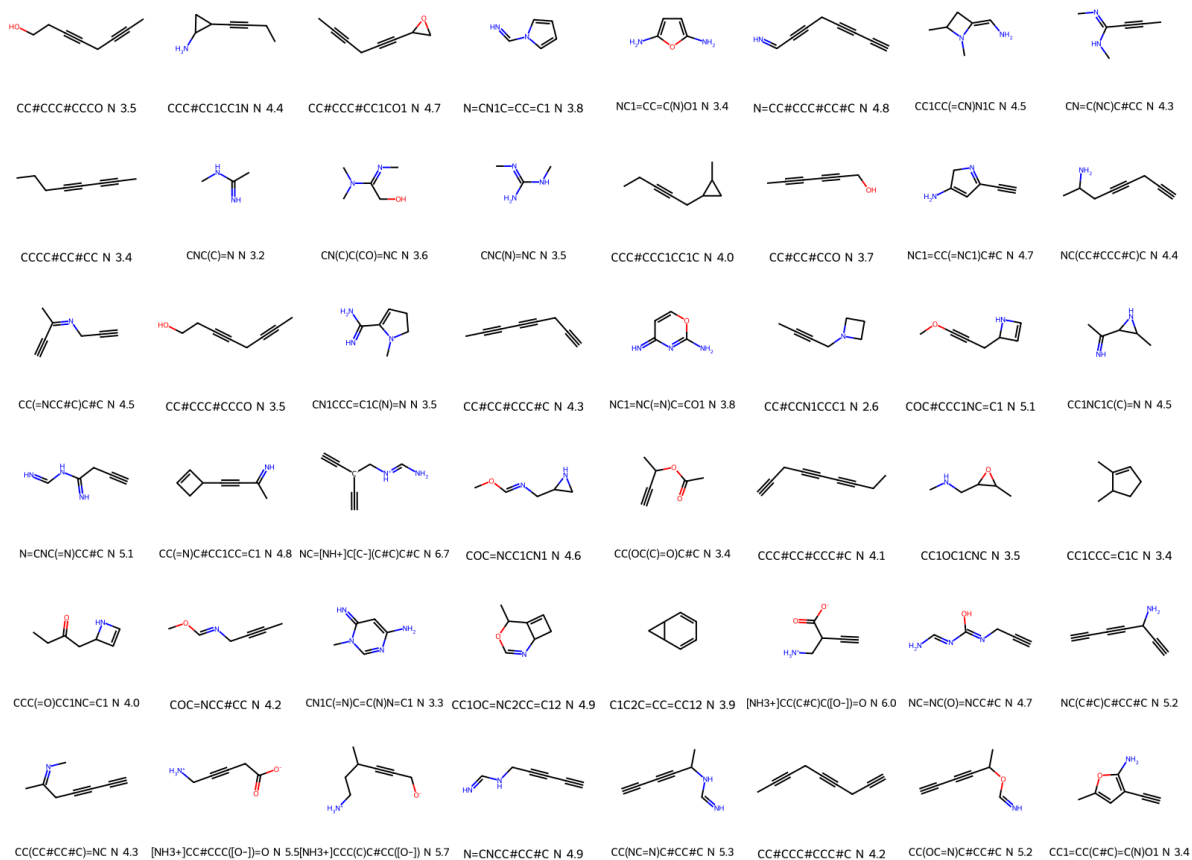 CC#CCC#CCCO N 3.5
CCC#CC1CC1N N 4.4
CC#CCC#CC1CO1 N 4.7
N=CN1C=CC=C1 N 3.8
NC1=CC=C(N)O1 N 3.4
N=CC#CCC#CC#C N 4.8
CC1CC(=CN)N1C N 4.5
CN=C(NC)C#CC N 4.3
CCCC#CC#CC N 3.4
CNC(C)=N N 3.2
CN(C)C(CO)=NC N 3.6
CNC(N)=NC N 3.5
CCC#CCC1CC1C N 4.0
CC#CC#CCO N 3.7
NC1=CC(=NC1)C#C N 4.7
NC(CC#CCC#C)C N 4.4
CC(=NCC#C)C#C N 4.5
CC#CCC#CCCO N 3.5
CN1CCC=C1C(N)=N N 3.5
CC#CC#CCC#C N 4.3
NC1=NC(=N)C=CO1 N 3.8
CC#CCN1CCC1 N 2.6
COC#CCC1NC=C1 N 5.1
CC1NC1C(C)=N N 4.5
N=CNC(=N)CC#C N 5.1
CC(=N)C#CC1CC=C1 N 4.8
NC=[NH+]C[C-](C#C)C#C N 6.7
COC=NCC1CN1 N 4.6
CC(OC(C)=O)C#C N 3.4
CCC#CC#CCC#C N 4.1
CC1OC1CNC N 3.5
CC1CCC=C1C N 3.4
CCC(=O)CC1NC=C1 N 4.0
COC=NCC#CC N 4.2
CN1C(=N)C=C(N)N=C1 N 3.3
CC1OC=NC2CC=C12 N 4.9
C1C2C=CC=CC12 N 3.9
[NH3+]CC(C#C)C([O-])=O N 6.0
NC=NC(O)=NCC#C N 4.7
NC(C#C)C#CC#C N 5.2
CC(CC#CC#C)=NC N 4.3
[NH3+]CC#CCC([O-])=O N 5.5
[NH3+]CCC(C)C#CC([O-]) N 5.7
N=CNCC#CC#C N 4.9
CC(NC=N)C#CC#C N 5.3
CC#CCC#CCC#C N 4.2
CC(OC=N)C#CC#C N 5.2
CC1=CC(C#C)=C(N)O1 N 3.4